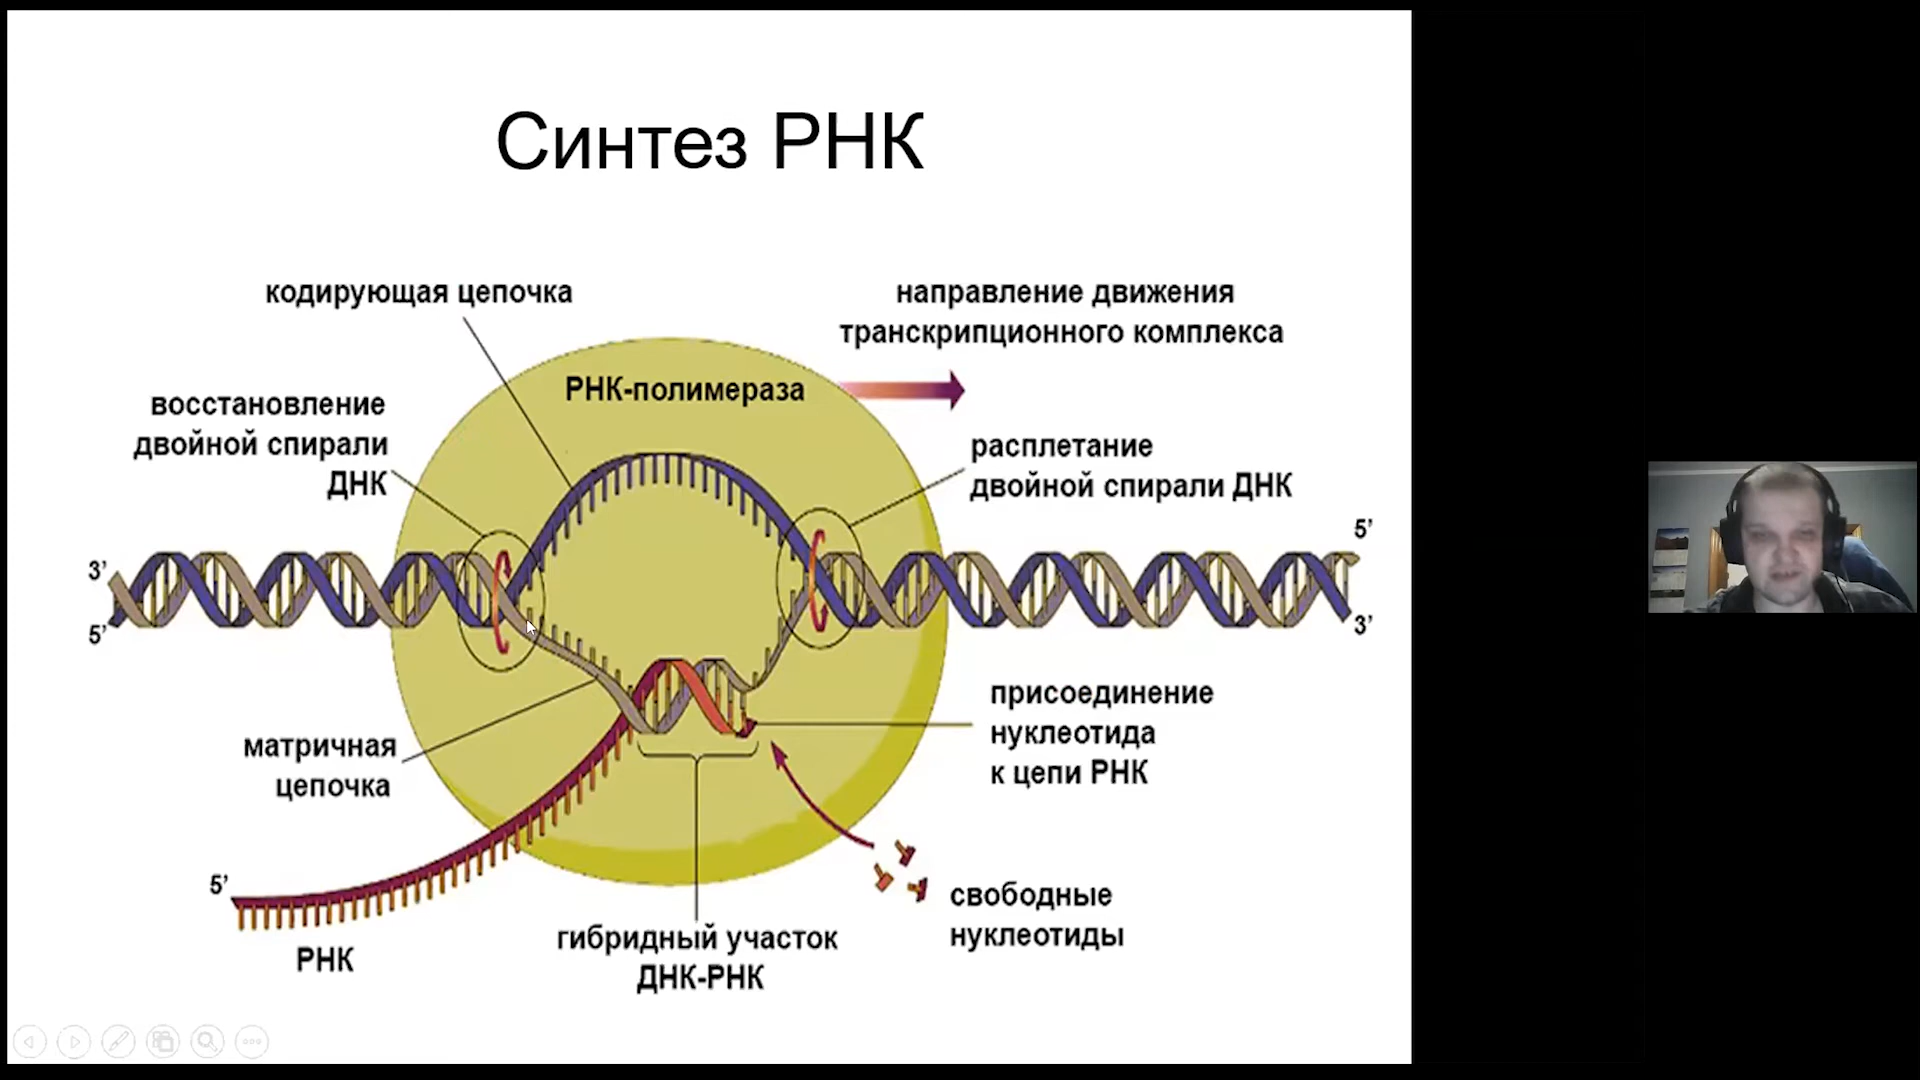 Синтез РНК
кодирующая цепочка
направление движения
транскрипционного комплекса
РНК-полимераза
восстановление
двойной спирали
ДНК
расплетание
двойной спирали ДНК
3’
5’
5’
3’
матричная
цепочка
присоединение
нуклеотида
к цепи РНК
5’
РНК
гибридный участок
ДНК-РНК
свободные
нуклеотиды